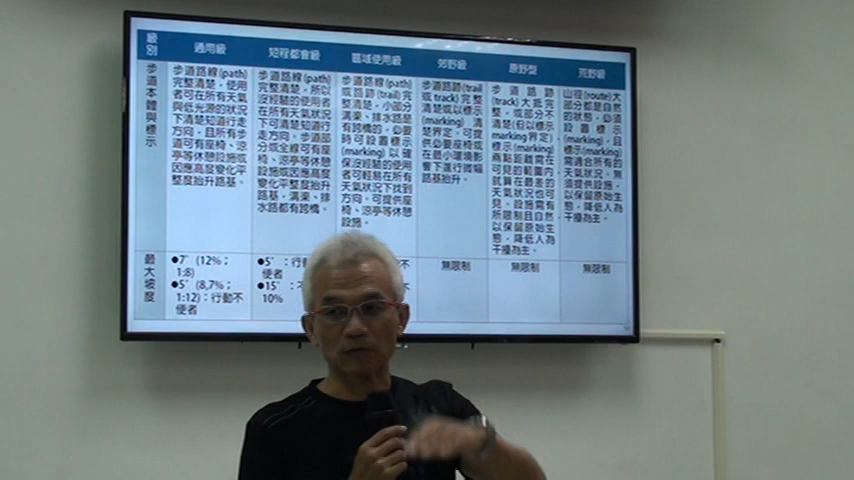 級別
通用級
短程都會級
區域使用級
郊野級
原野型
荒野級
步道本體與標示
步道路線(path)
完整清楚，使用
者可在所有天氣
與低光源的狀況
下清楚知道行走
方向，且所有步
道可有座椅、涼
亭等休憩設施或
因應高度變化平
整度抬升路基。
步道路線(path)
完整清楚，所以
沒經驗的使用者
在所有天氣狀況
下可清楚知道行
走方向。步道部
分或全線可有座
椅、涼亭等休憩
設施或因應高度
變化平整度抬升
路基，溝渠、排
水路都有跨橋。
步道路線(path)
或路跡(trail)完
整清楚，小部分
溝渠、排水路是
有跨橋的，必要
時可設置標示
(marking)以確
保沒經驗的使用
者可輕易在所有
天氣狀況下找到
方向，可提供座
椅、涼亭等休憩
設施。
步道路跡(trail
或track)完整
清楚或以標示
(marking)清
楚界定，可提
供必要座椅或
在最小環境影
響下進行微幅
路基抬升。
步道路跡
(track)大抵完
整，或部分不
清楚(但以標示
marking界定)，
標示(marking)
兩點距離需在
可見的範圍內
就算在最差的
天氣狀況也可
見。設施需有
所限制且自然，
以保留原始生
態，降低人為
干擾為主。
山徑(route)大
部分都是自然
的狀態，必須
設置標示
(marking)，且
需適合所有的
天氣狀況。無
須提供設施，
以保留原始生
態，降低人為
干擾為主。
最大坡度
●7°(12%；
1:8)
●5°(8.7%；
1:12)：行動不
便者
●5°：行動
便者
●15°：不
10%
不
無限制
無限制
無限制